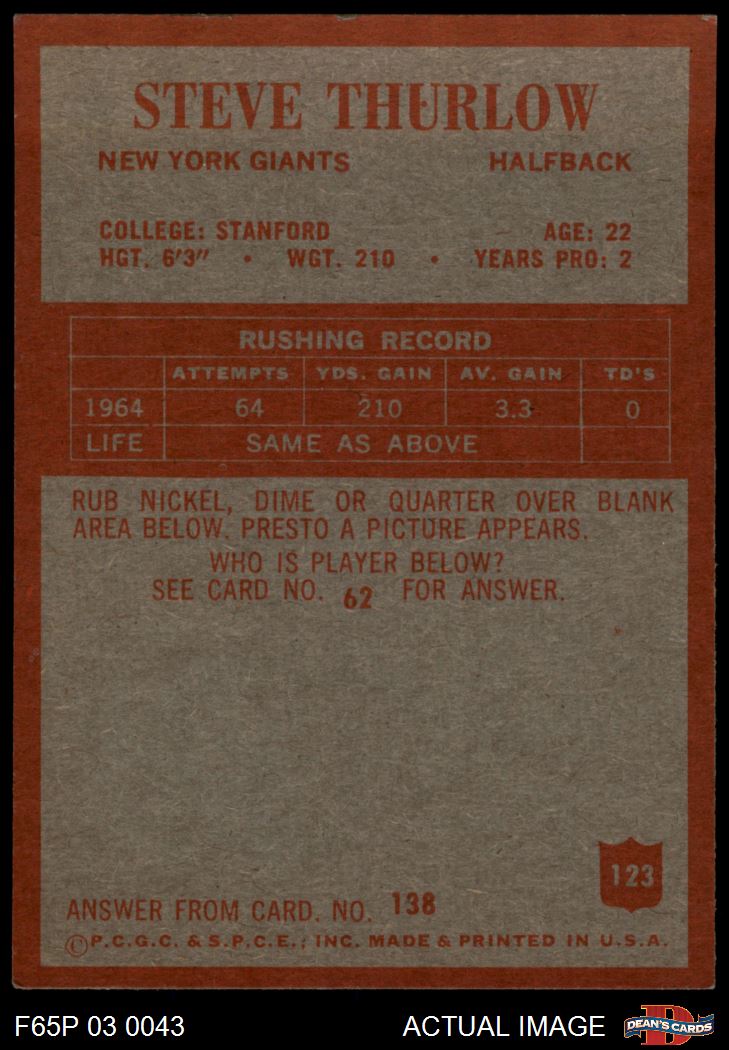 STEVE THURLOW
NEW YORK GIANTS HALFBACK
COLLEGE: STANFORD AGE: 22
HGT. 6'3" • WGT. 210 • YEARS PRO: 2
RUSHING RECORD
ATTEMPTS YDS. GAIN AV. GAIN TD'S
1964 64 210 3.3 0
LIFE SAME AS ABOVE
RUB NICKEL, DIME OR QUARTER OVER BLANK
AREA BELOW. PRESTO A PICTURE APPEARS.
WHO IS PLAYER BELOW?
SEE CARD NO. 62 FOR ANSWER.
123
ANSWER FROM CARD. NO. 138
©P.C.G.C. & S.P.C.E.; INC. MADE & PRINTED IN U.S.A.
F65P 03 0043 ACTUAL IMAGE
D
DEAN'S CARDS